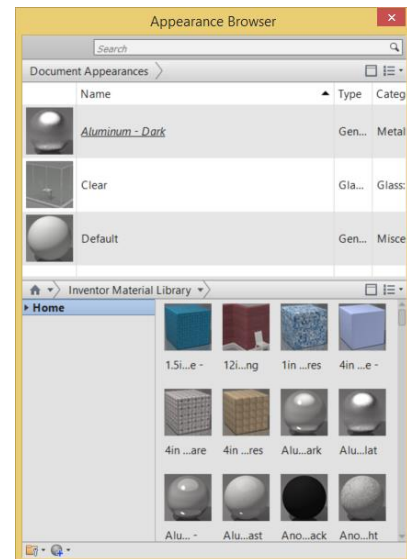 Appearance Browser
Search
Document Appearances
Name Type Categ
Aluminum - Dark Gen... Metal
Clear Gla... Glass:
Default Gen... Misce
Inventor Material Library
Home
1.5i...e - 12i...ng 1in ...res 4in ...e -
4in ...are 4in ...res Alu...ark Alu...lat
Alu... - Alu...ast Ano...ack Ano...ht